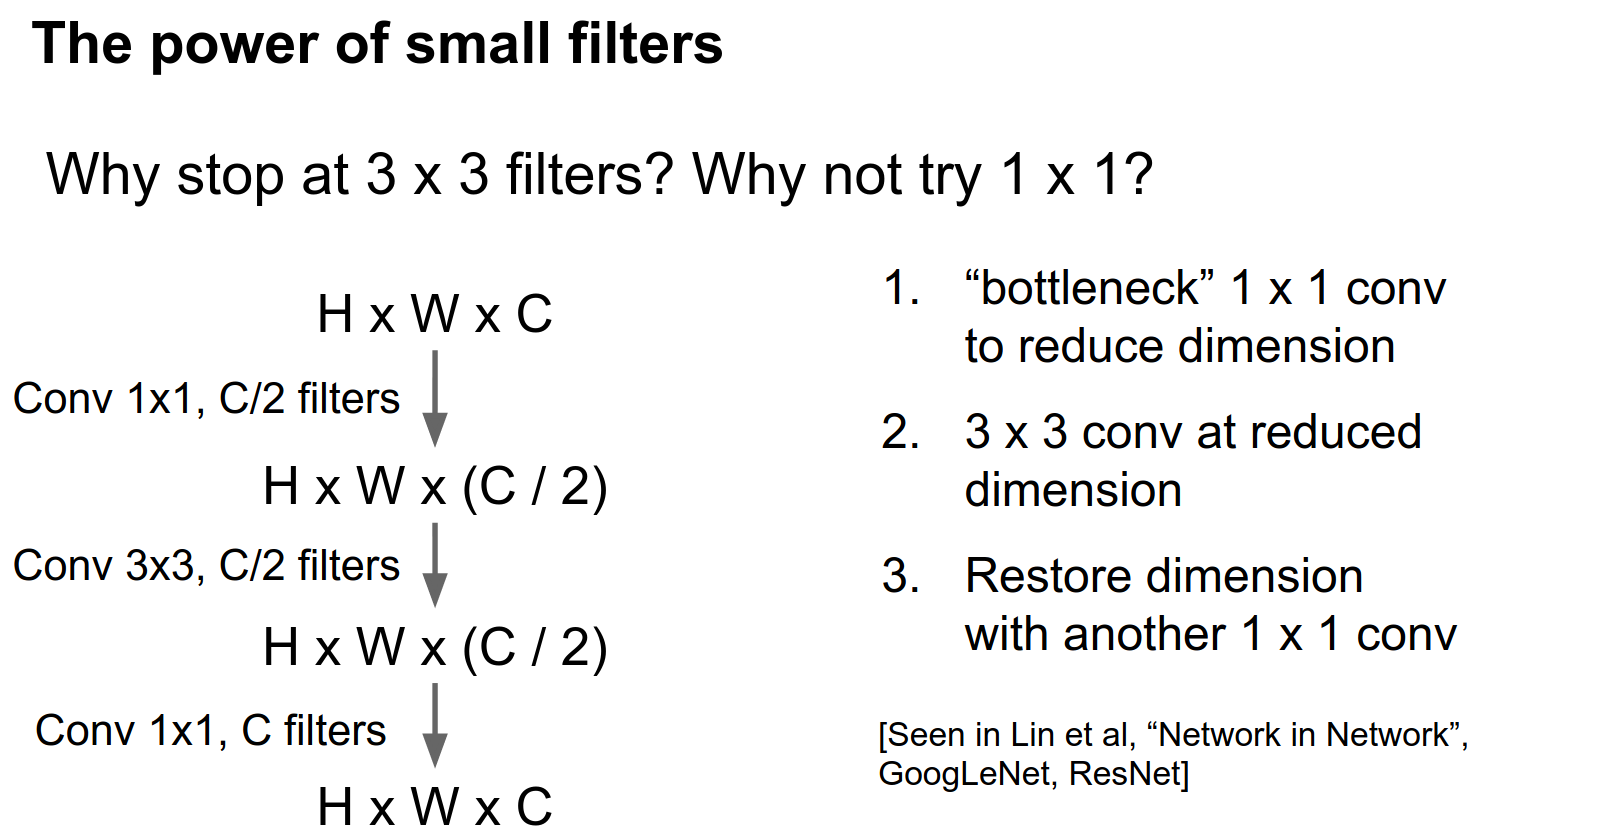 The power of small filters
Why stop at 3 x 3 filters? Why not try 1 x 1?
H x W x C
Conv 1x1, C/2 filters
H x W x (C / 2)
Conv 3x3, C/2 filters
H x W x (C / 2)
Conv 1x1, C filters
H x W x C
1. “bottleneck” 1 x 1 conv
to reduce dimension
2. 3 x 3 conv at reduced
dimension
3. Restore dimension
with another 1 x 1 conv
[Seen in Lin et al, “Network in Network”,
GoogLeNet, ResNet]